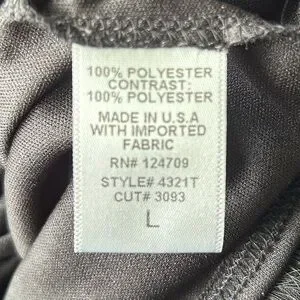 100% POLYESTER
CONTRAST:
100% POLYESTER
MADE IN U.S.A
WITH IMPORTED
FABRIC
RN# 124709
STYLE# 4321T
CUT# 3093
L